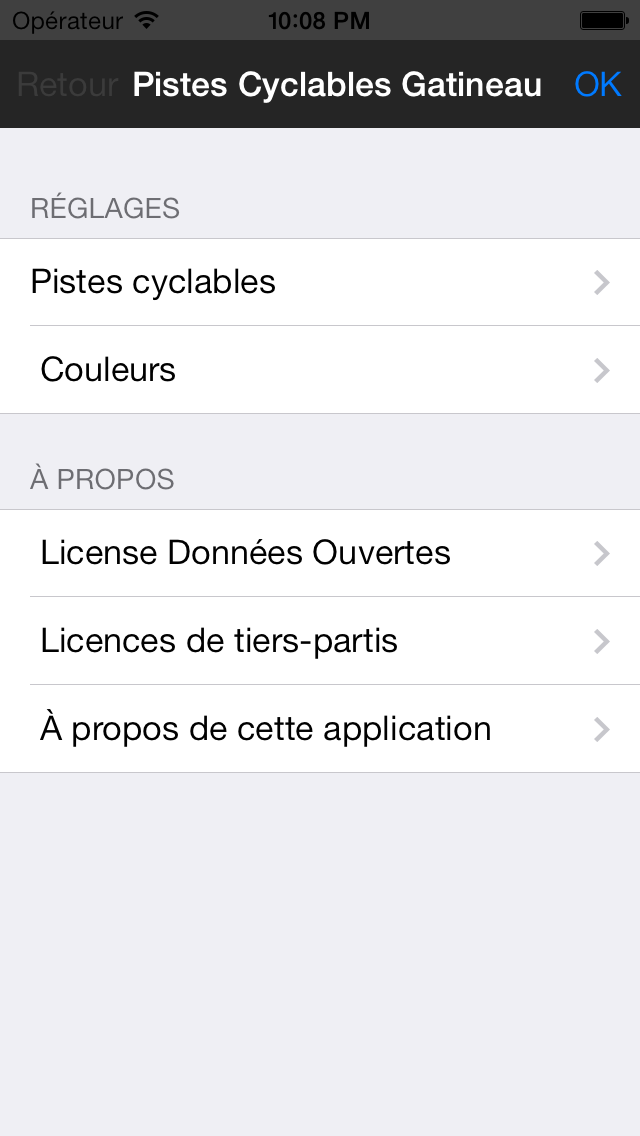 Opérateur 10:08 PM
Retour Pistes Cyclables Gatineau OK
RÉGLAGES
Pistes cyclables
Couleurs
À PROPOS
License Données Ouvertes
Licences de tiers-partis
À propos de cette application